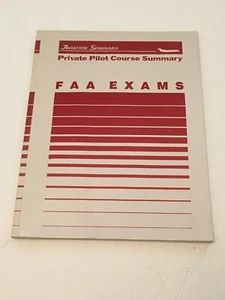 AVIATION SEMINARS
Private Pilot Course Summary
FAA EXAMS